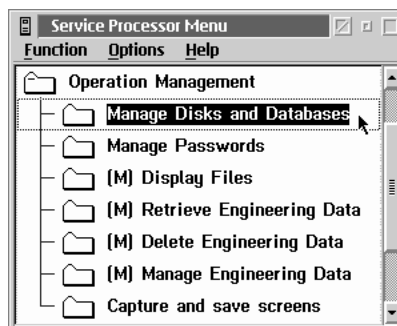 Service Processor Menu
Function Options Help
Operation Management
Manage Disks and Databases
Manage Passwords
(M) Display Files
(M) Retrieve Engineering Data
(M) Delete Engineering Data
(M) Manage Engineering Data
Capture and save screens